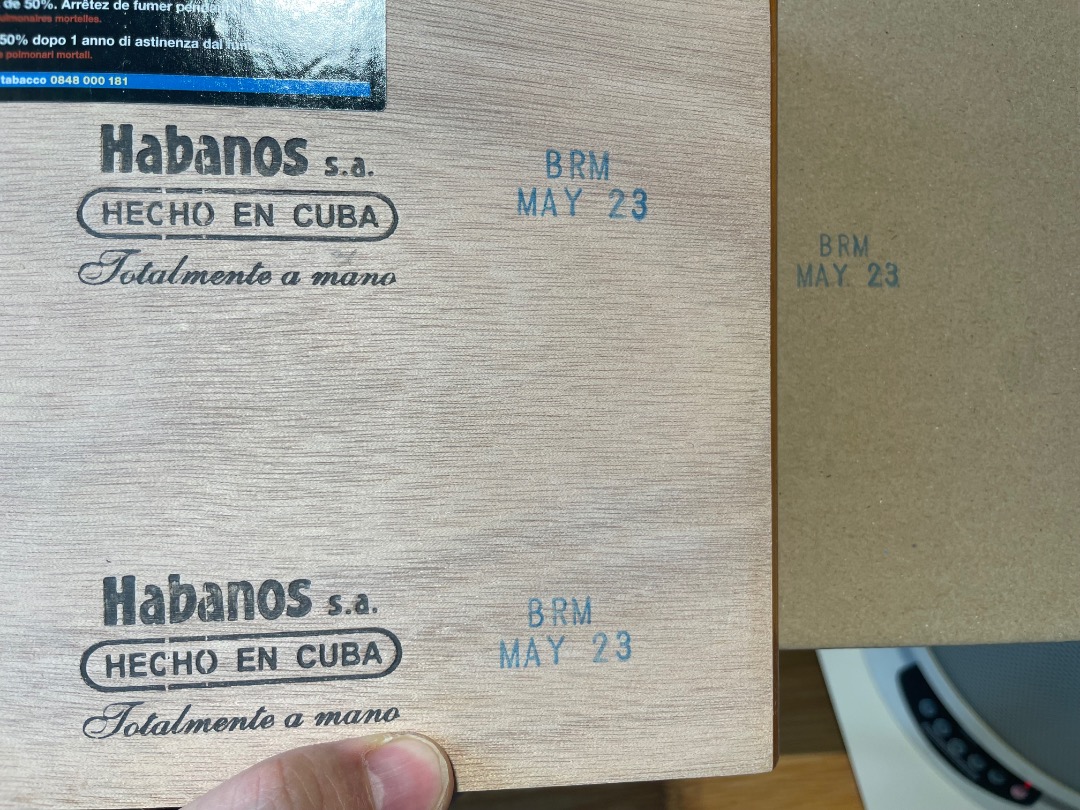 de 50%. Arrêtez de fumer
pulmonaires mortelles.
50% dopo 1 anno di astinenza dal
polmonari mortali.
tabacco 0848 000 181
Habanos s.a.
HECHO EN CUBA
Totalmente a mano
BRM
MAY 23
BRM
MAY. 23
Habanos s.a.
HECHO EN CUBA
Totalmente a mano
BRM
MAY 23